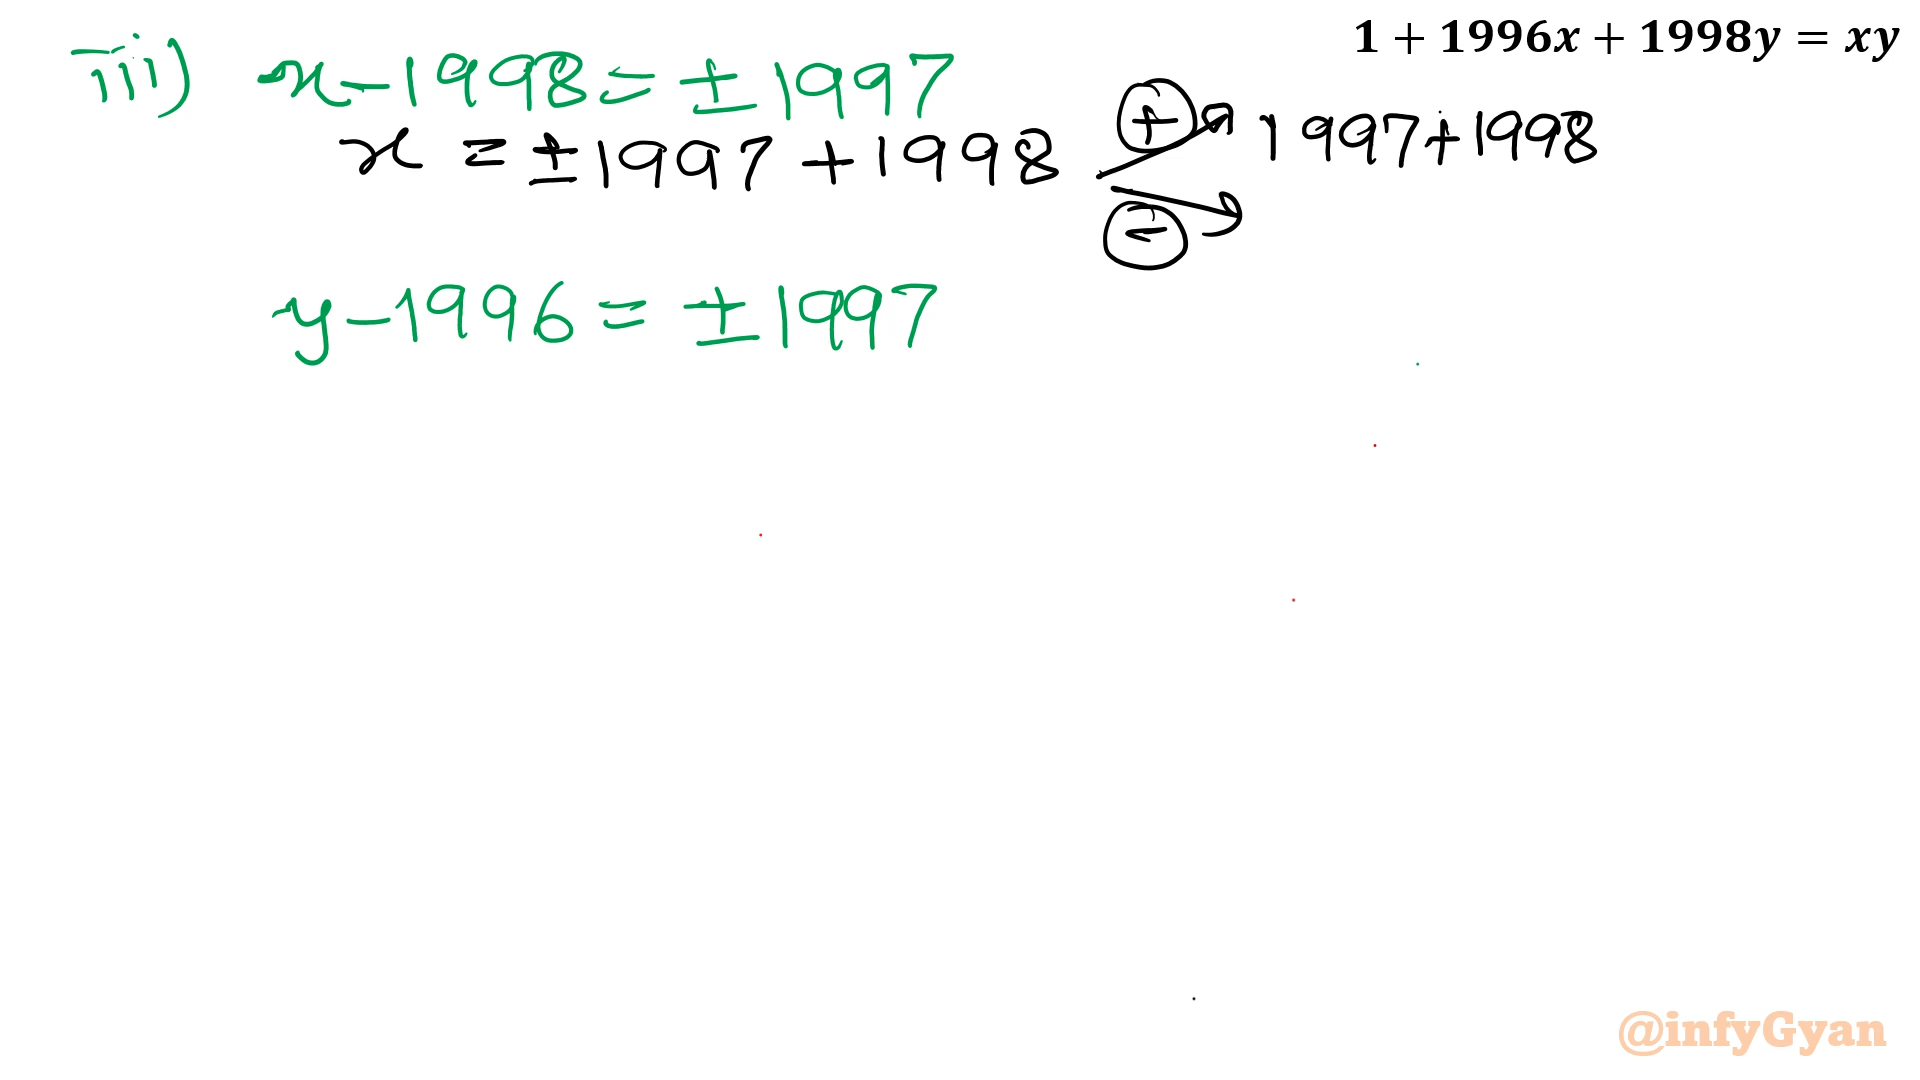 1 + 1996x + 1998y = xy
iii) x - 1998 = ± 1997
x = ± 1997 + 1998 (+) 1997 + 1998
(-)
y - 1996 = ± 1997
@infyGyan